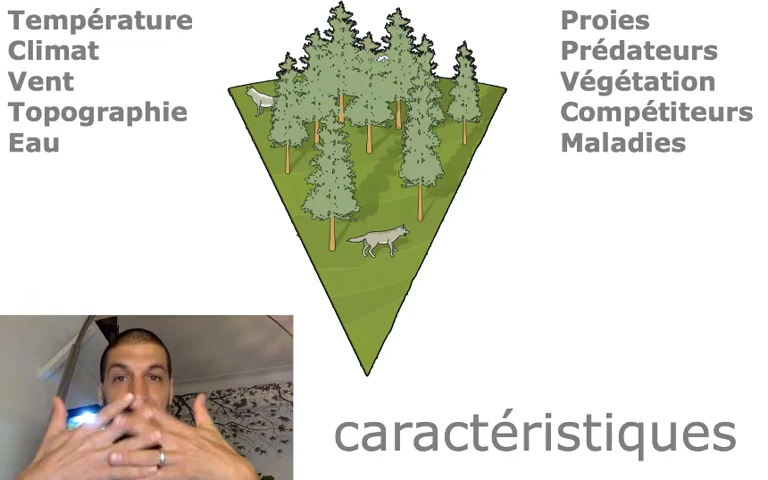 Température
Climat
Vent
Topographie
Eau
Proies
Prédateurs
Végétation
Compétiteurs
Maladies
caractéristiques